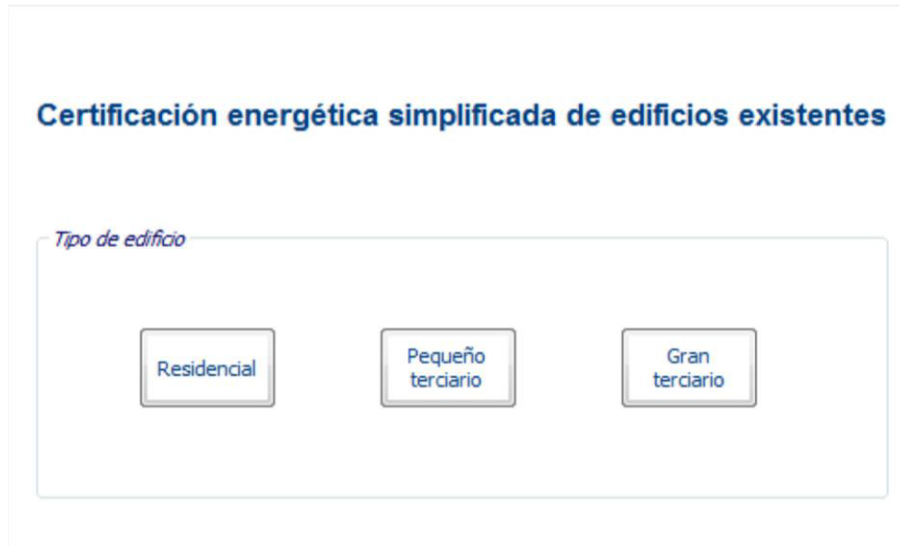 Certificación energética simplificada de edificios existentes
Tipo de edificio
Residencial
Pequeño
terciario
Gran
terciario